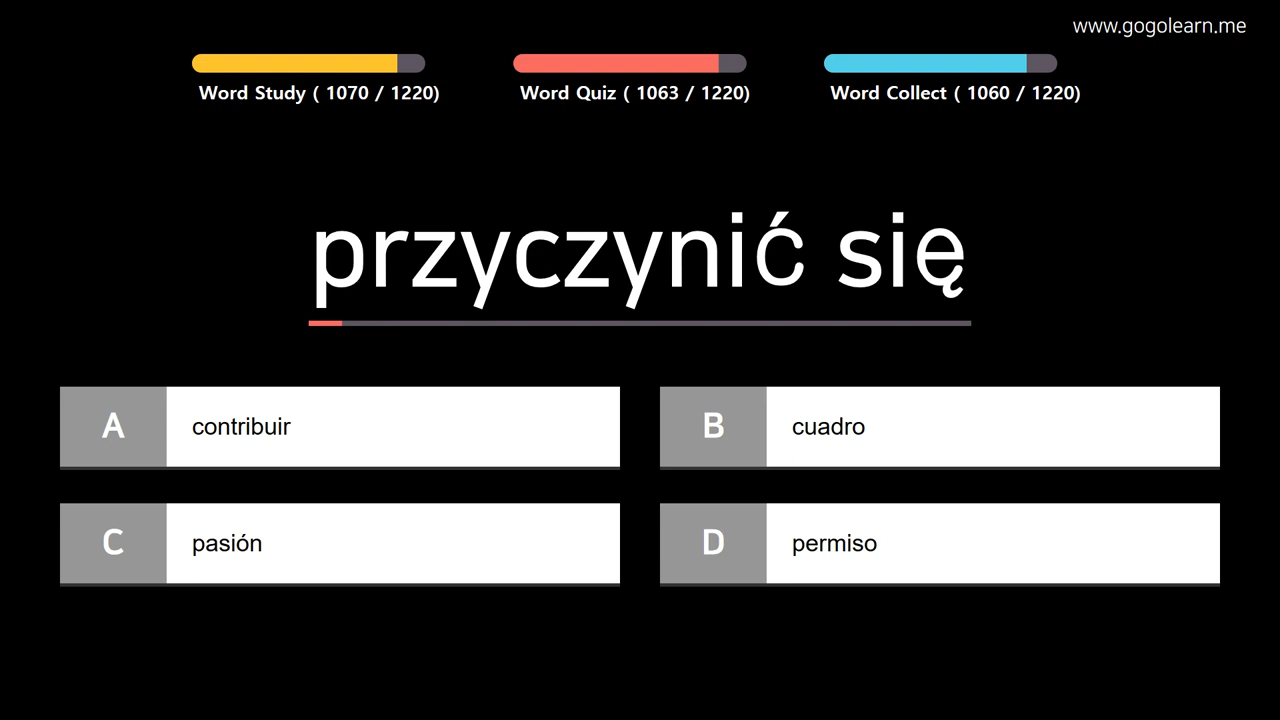 www.gogolearn.me
Word Study ( 1070 / 1220)
Word Quiz ( 1063 / 1220)
Word Collect ( 1060 / 1220)
przyczynić się
A contribuir
B cuadro
C pasión
D permiso